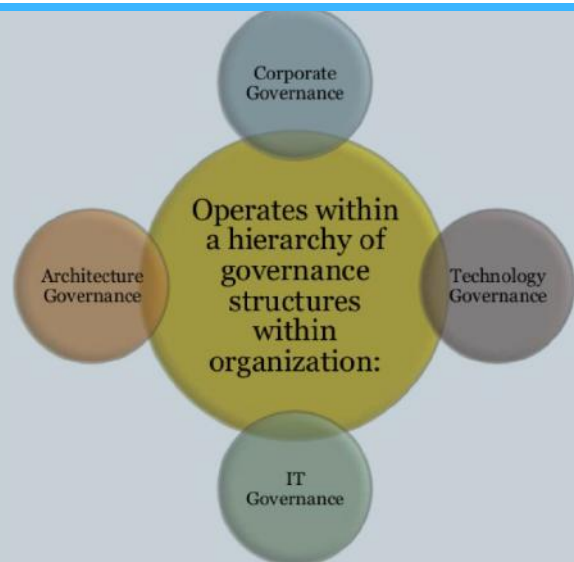 Corporate
Governance
Operates within
a hierarchy of
governance
structures
within
organization:
Architecture
Governance
Technology
Governance
IT
Governance